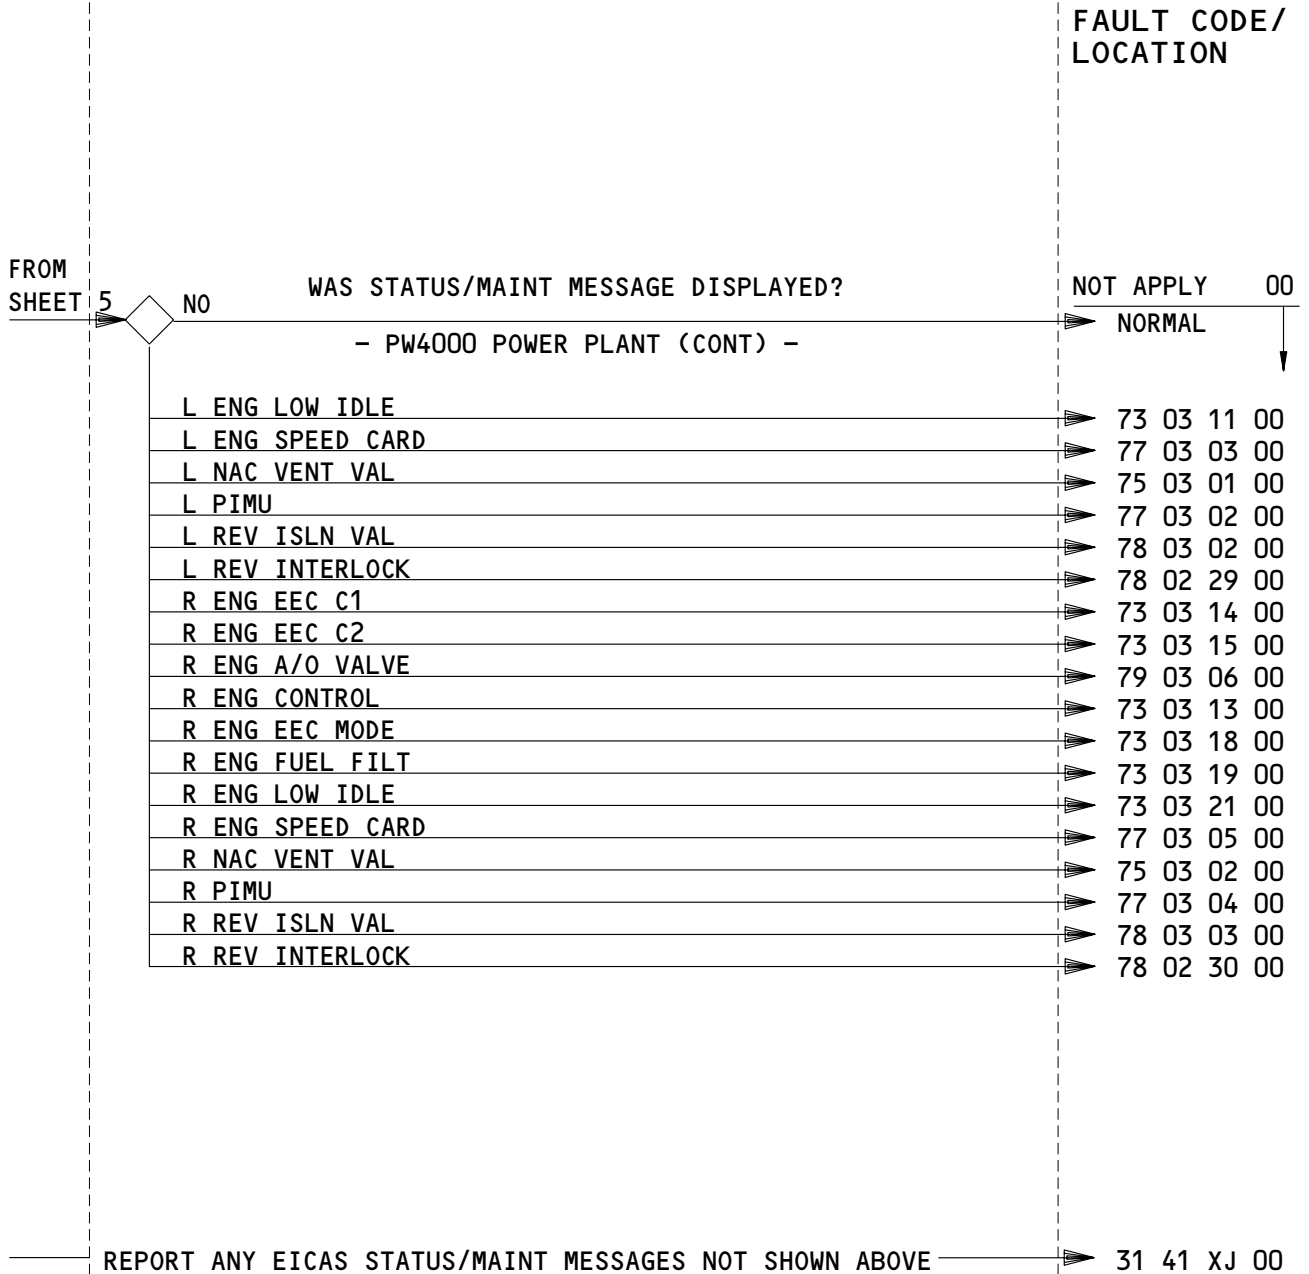 FAULT CODE/
LOCATION
FROM
SHEET 5
NO
WAS STATUS/MAINT MESSAGE DISPLAYED?
– PW4000 POWER PLANT (CONT) –
NOT APPLY 00
NORMAL
L ENG LOW IDLE 73 03 11 00
L ENG SPEED CARD 77 03 03 00
L NAC VENT VAL 75 03 01 00
L PIMU 77 03 02 00
L REV ISLN VAL 78 03 02 00
L REV INTERLOCK 78 02 29 00
R ENG EEC C1 73 03 14 00
R ENG EEC C2 73 03 15 00
R ENG A/O VALVE 79 03 06 00
R ENG CONTROL 73 03 13 00
R ENG EEC MODE 73 03 18 00
R ENG FUEL FILT 73 03 19 00
R ENG LOW IDLE 73 03 21 00
R ENG SPEED CARD 77 03 05 00
R NAC VENT VAL 75 03 02 00
R PIMU 77 03 04 00
R REV ISLN VAL 78 03 03 00
R REV INTERLOCK 78 02 30 00
REPORT ANY EICAS STATUS/MAINT MESSAGES NOT SHOWN ABOVE 31 41 XJ 00